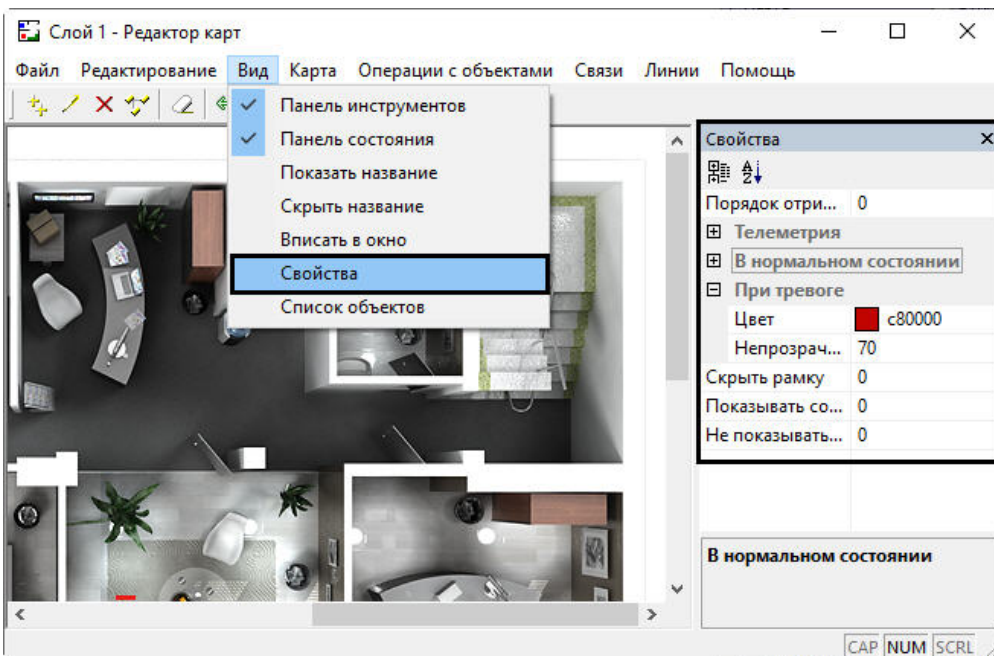 Слой 1 - Редактор карт
Файл Редактирование Вид Карта Операции с объектами Связи Линии Помощь
Панель инструментов
Панель состояния
Показать название
Скрыть название
Вписать в окно
Свойства
Список объектов
Свойства
Порядок отри... 0
Телеметрия
В нормальном состоянии
При тревоге
Цвет c80000
Непрозрач... 70
Скрыть рамку 0
Показывать со... 0
Не показывать... 0
В нормальном состоянии
CAP NUM SCRL